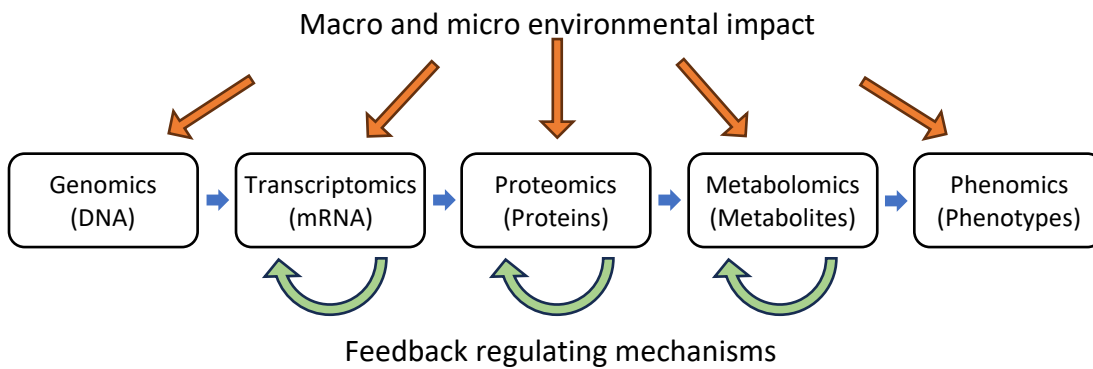 Macro and micro environmental impact
Genomics
(DNA)
Transcriptomics
(mRNA)
Proteomics
(Proteins)
Metabolomics
(Metabolites)
Phenomics
(Phenotypes)
Feedback regulating mechanisms